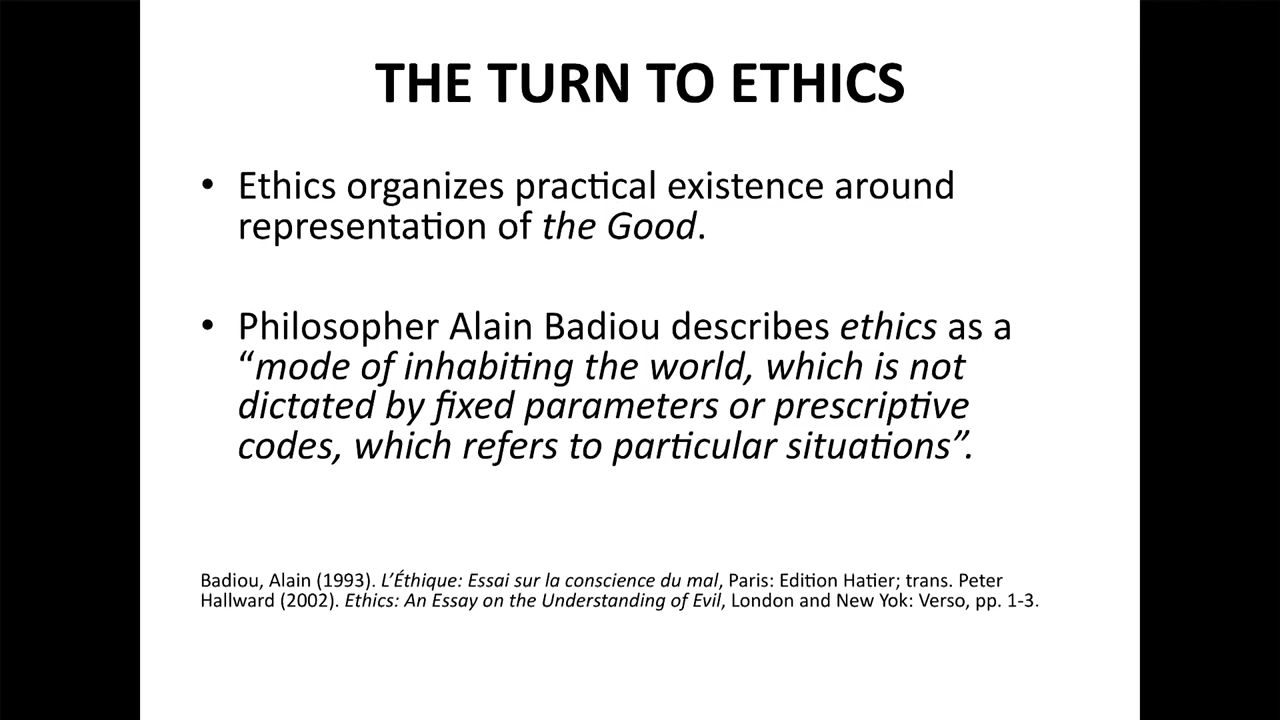 THE TURN TO ETHICS
• Ethics organizes practical existence around
representation of the Good.
• Philosopher Alain Badiou describes ethics as a
“mode of inhabiting the world, which is not
dictated by fixed parameters or prescriptive
codes, which refers to particular situations”.
Badiou, Alain (1993). L’Éthique: Essai sur la conscience du mal, Paris: Edition Hatier; trans. Peter
Hallward (2002). Ethics: An Essay on the Understanding of Evil, London and New Yok: Verso, pp. 1-3.